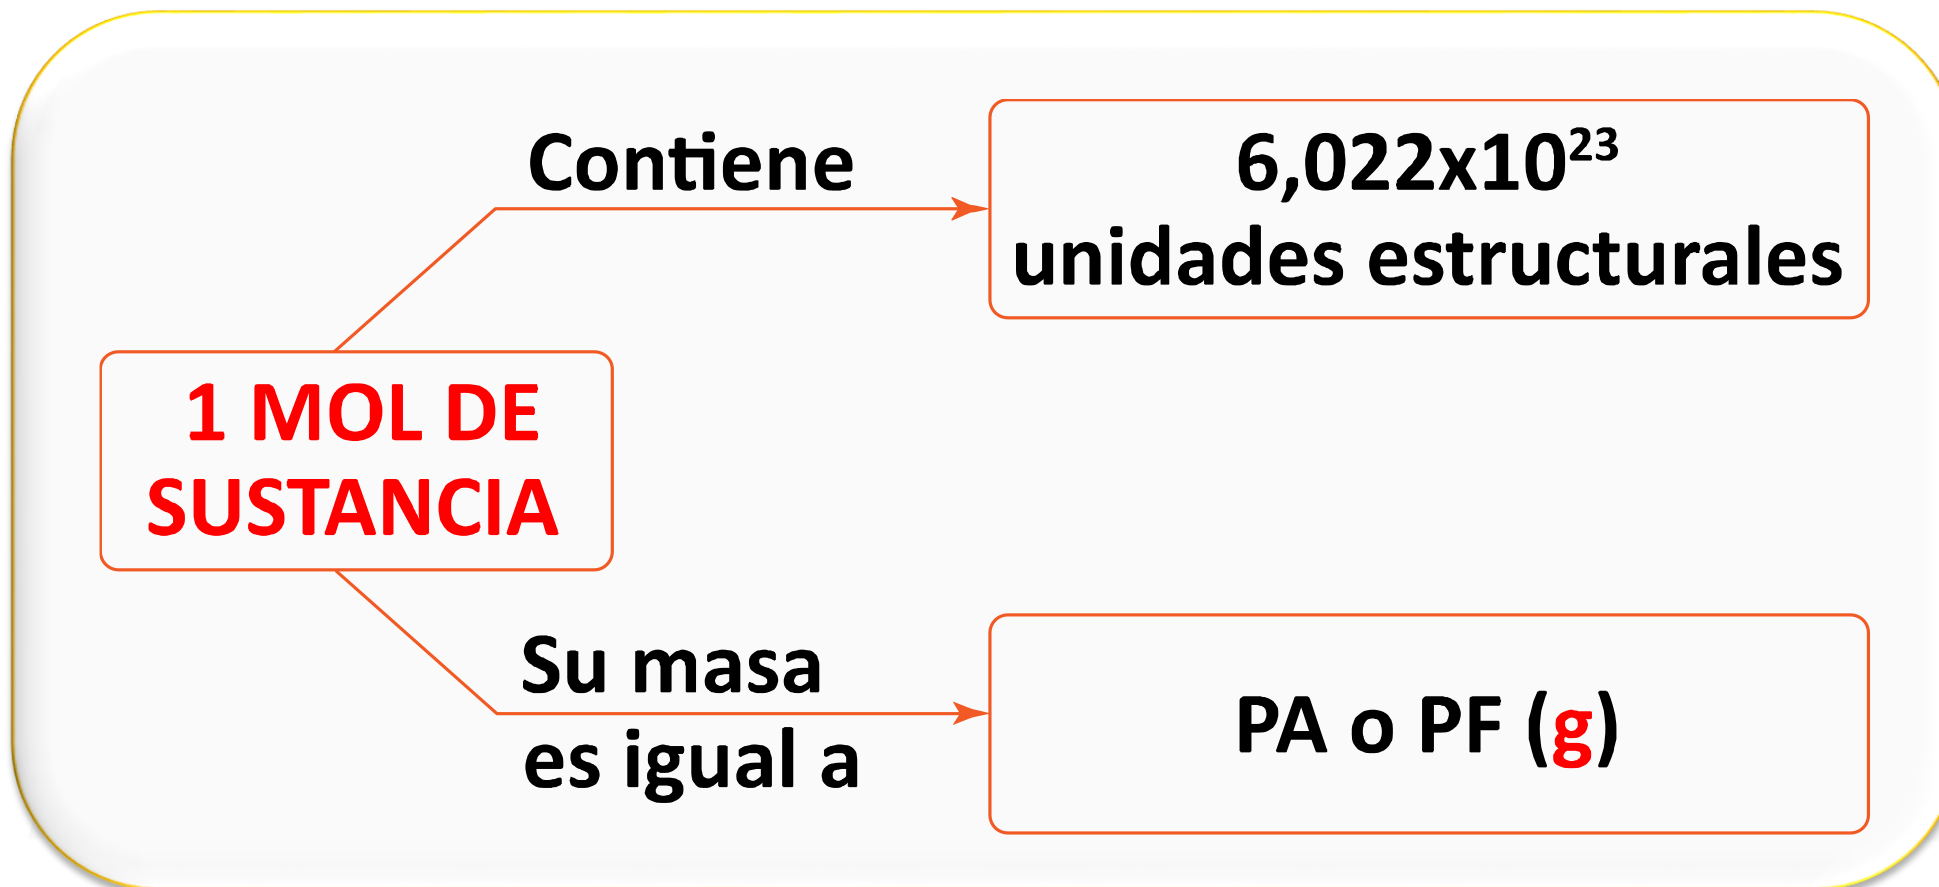 Contiene
6,022x10²³
unidades estructurales
1 MOL DE
SUSTANCIA
Su masa
es igual a
PA o PF (g)